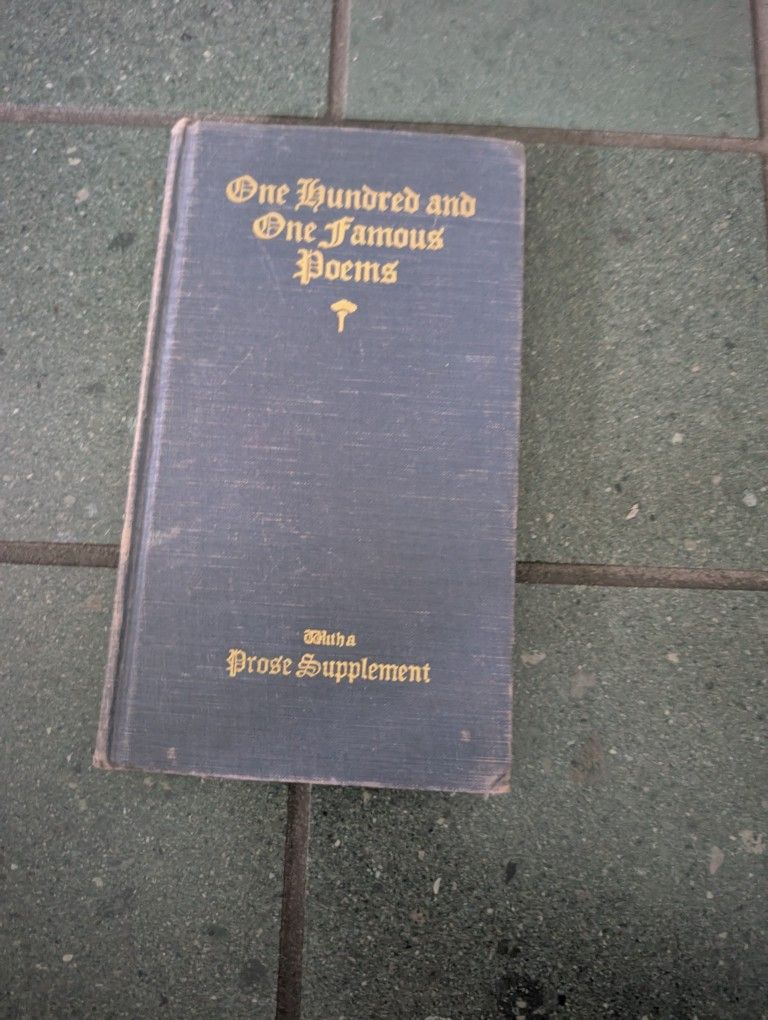 One Hundred and
One Famous
Poems
With a
Prose Supplement